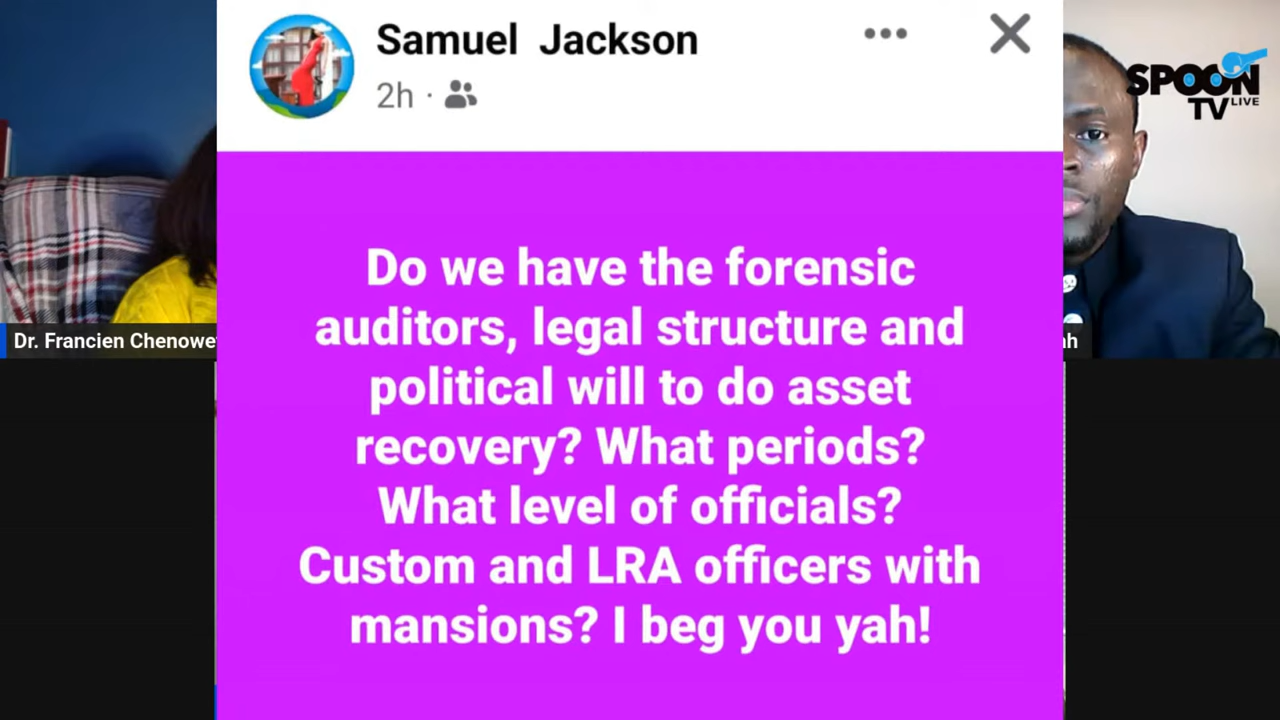 Samuel Jackson
2h
Do we have the forensic
auditors, legal structure and
political will to do asset
recovery? What periods?
What level of officials?
Custom and LRA officers with
mansions? I beg you yah!
SPOON
TV LIVE
Dr. Francien Chenowe
ah